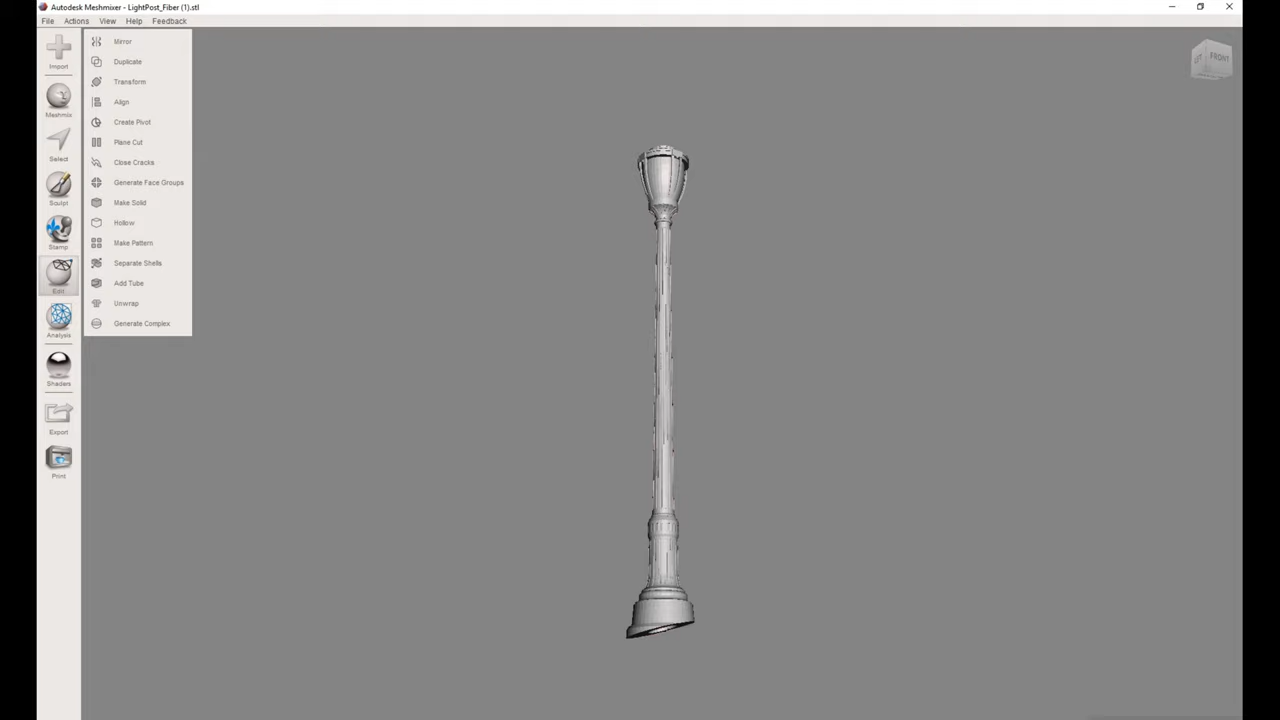 Autodesk Meshmixer - LightPost_Fiber (1).stl
File Actions View Help Feedback
Import
Meshmix
Select
Sculpt
Stamp
Edit
Analysis
Shaders
Export
Print
Mirror
Duplicate
Transform
Align
Create Pivot
Plane Cut
Close Cracks
Generate Face Groups
Make Solid
Hollow
Make Pattern
Separate Shells
Add Tube
Unwrap
Generate Complex
FRONT